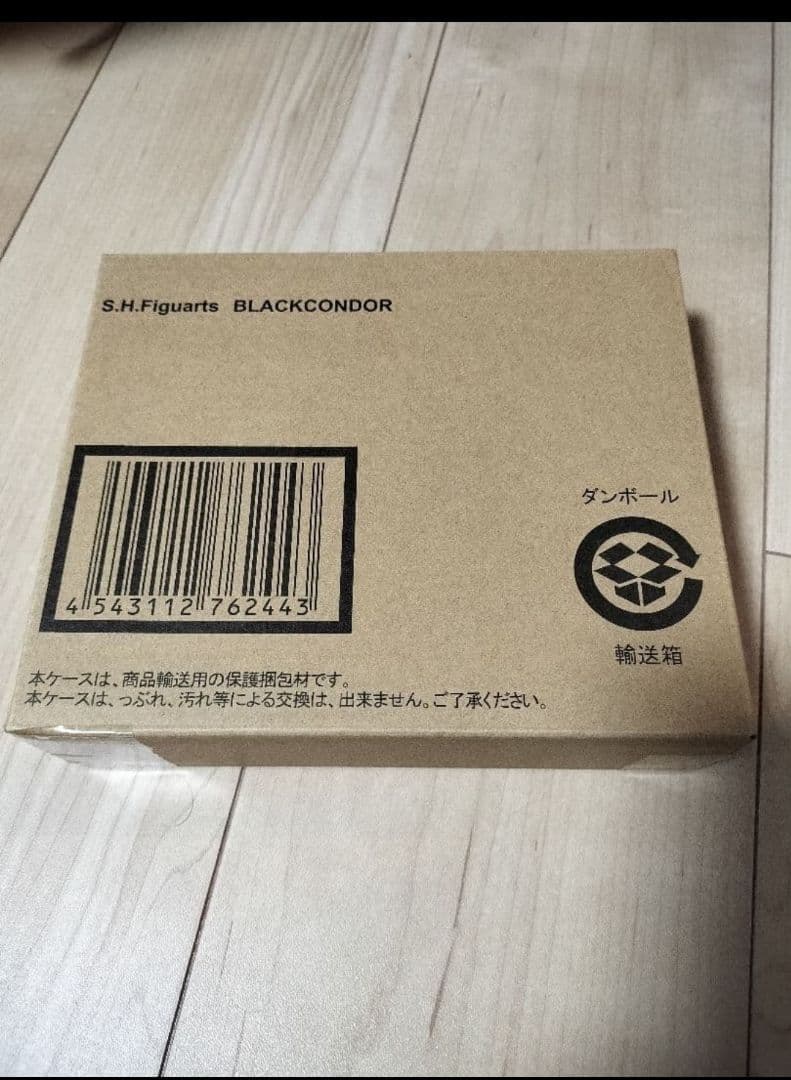 S.H.Figuarts BLACKCONDOR
4 543112 762443
ダンボール
輸送箱
本ケースは、商品輸送用の保護梱包材です。
本ケースは、つぶれ、汚れ等による交換は、出来ません。ご了承ください。